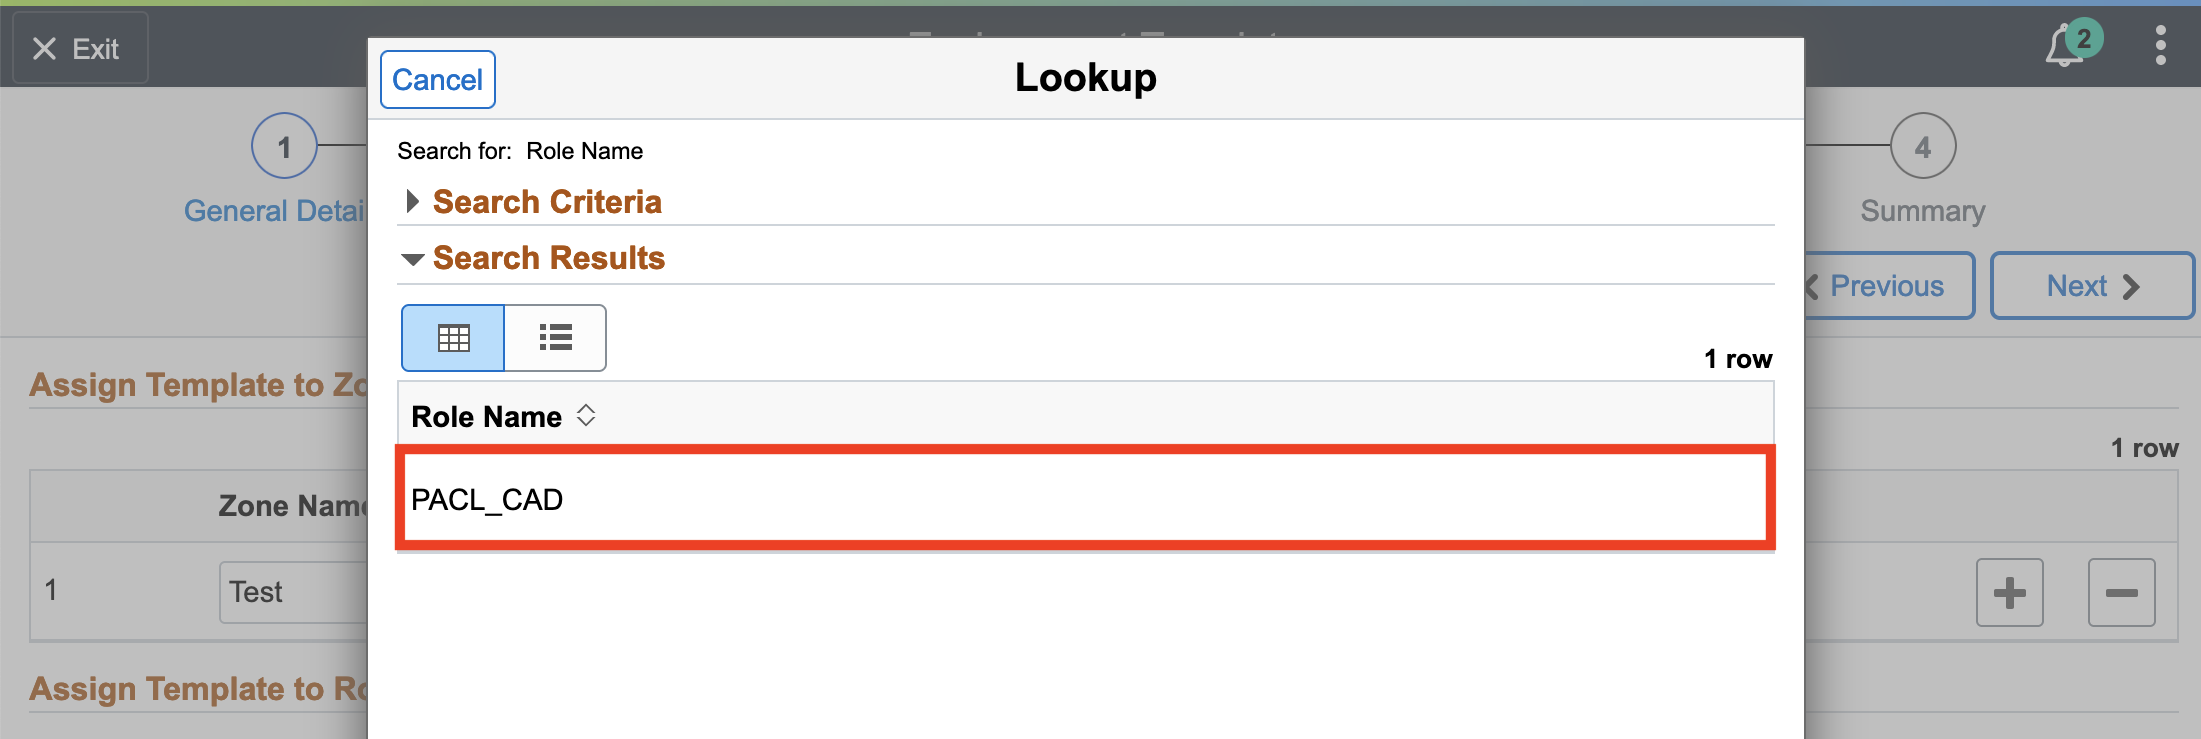 Exit
2
Cancel
Lookup
1
4
General Detai
Summary
Search for: Role Name
Search Criteria
Search Results
Previous
Next
1 row
Assign Template to Zo
Role Name
1 row
PACL_CAD
Zone Name
1
Test
Assign Template to Ro